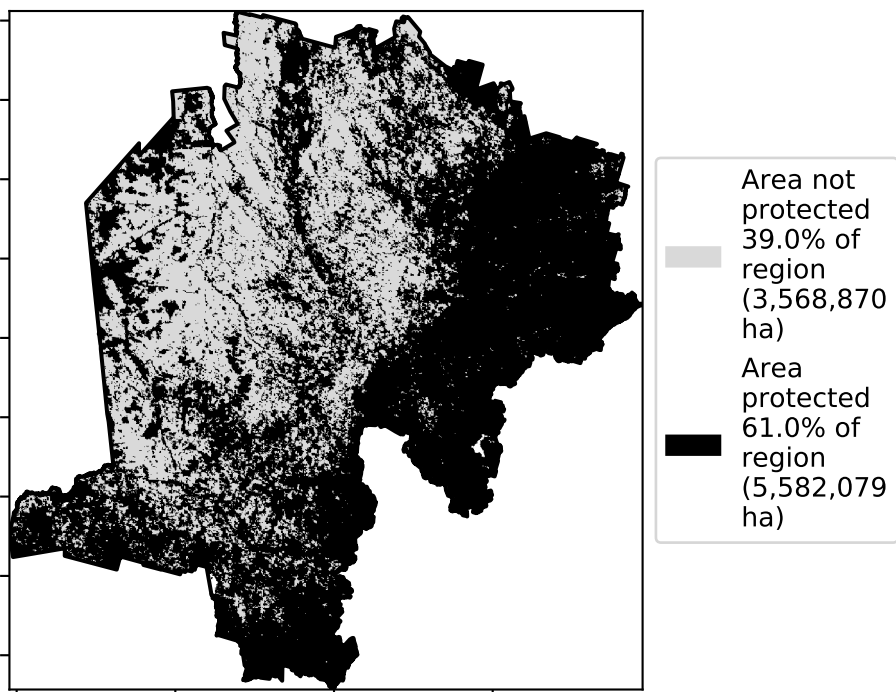 Area not
protected
39.0% of
region
(3,568,870
ha)
Area
protected
61.0% of
region
(5,582,079
ha)